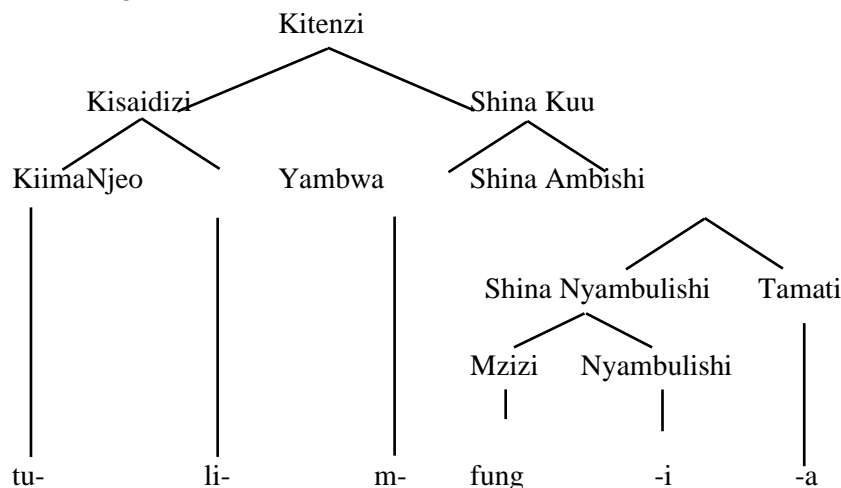 Kitenzi
Kisaidizi Shina Kuu
KiimaNjeo Yambwa Shina Ambishi
Shina Nyambulishi Tamati
Mzizi Nyambulishi
tu- li- m- fung -i -a